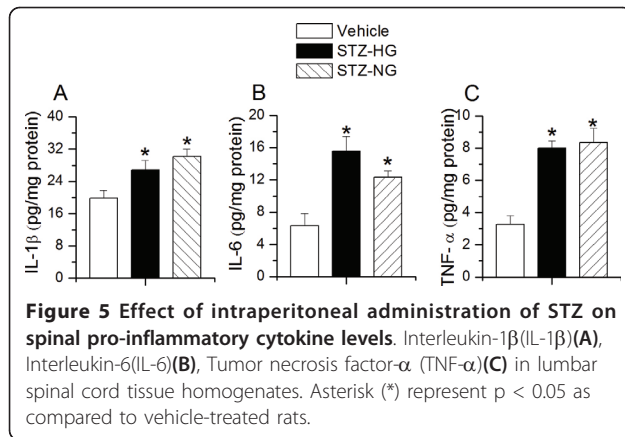 Vehicle
STZ-HG
STZ-NG
A
IL-1β (pg/mg protein)
40
32
24
16
8
0
*
*
B
IL-6 (pg/mg protein)
20
16
12
8
4
0
*
*
C
TNF- α (pg/mg protein)
10
8
6
4
2
0
*
*
Figure 5 Effect of intraperitoneal administration of STZ on
spinal pro-inflammatory cytokine levels. Interleukin-1β(IL-1β)(A),
Interleukin-6(IL-6)(B), Tumor necrosis factor-α (TNF-α)(C) in lumbar
spinal cord tissue homogenates. Asterisk (*) represent p < 0.05 as
compared to vehicle-treated rats.